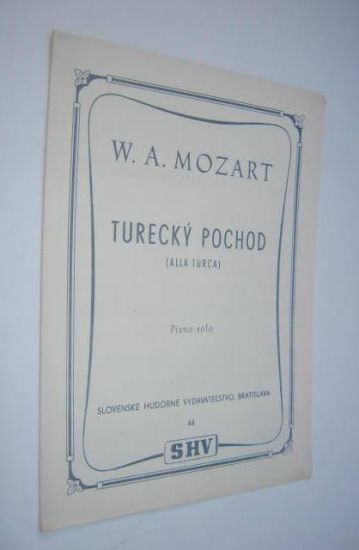 W. A. MOZART
TURECKÝ POCHOD
(ALLA TURCA)
Piano solo
SLOVENSKÉ HUDOBNÉ VYDAVATEĽSTVO, BRATISLAVA
44
SHV